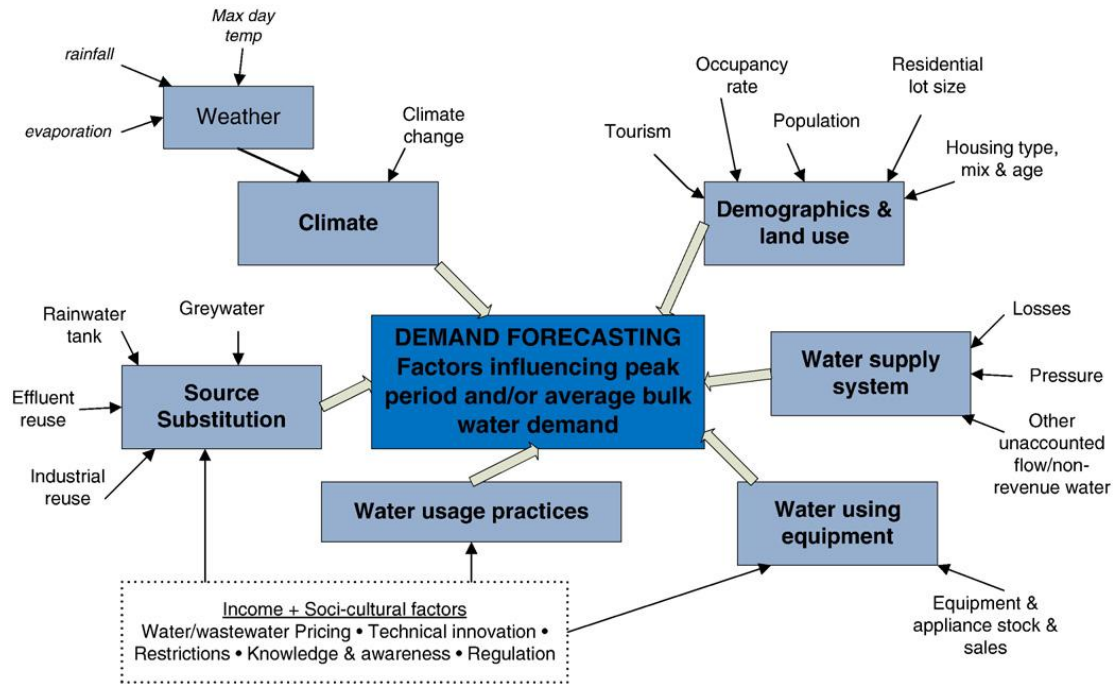 Max day
temp
rainfall
Weather
evaporation
Climate
change
Climate
Occupancy
rate
Residential
lot size
Tourism
Population
Housing type,
mix & age
Demographics &
land use
Rainwater
tank
Greywater
Source
Substitution
Effluent
reuse
Industrial
reuse
DEMAND FORECASTING
Factors influencing peak
period and/or average bulk
water demand
Water supply
system
Losses
Pressure
Other
unaccounted
flow/non-
revenue water
Water usage practices
Water using
equipment
Equipment &
appliance stock &
sales
Income + Soci-cultural factors
Water/wastewater Pricing • Technical innovation •
Restrictions • Knowledge & awareness • Regulation